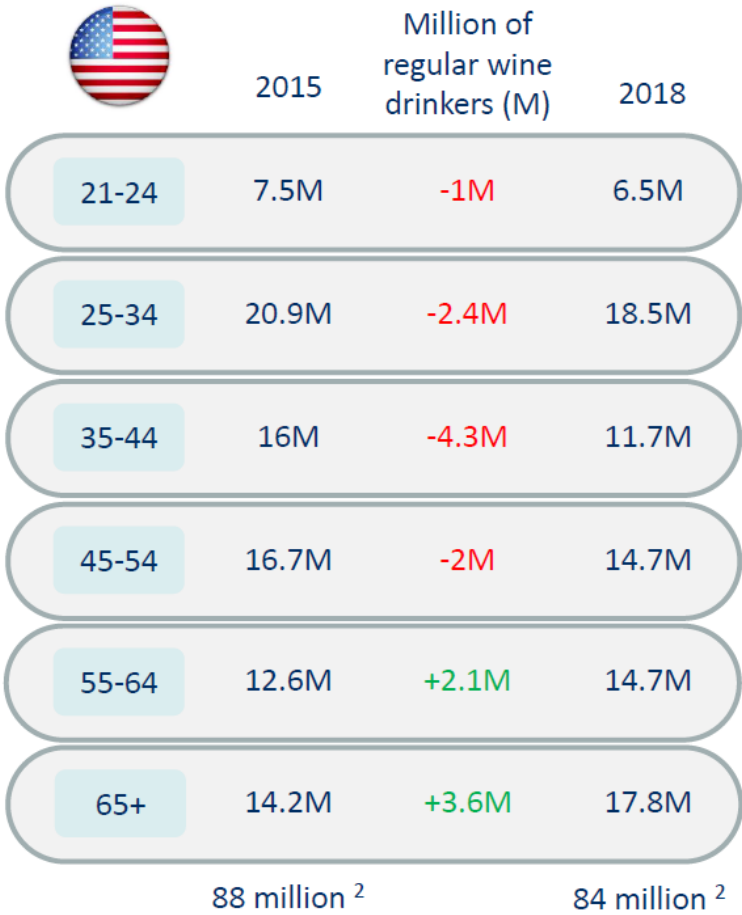 2015 Million of regular wine drinkers (M) 2018
21-24 7.5M -1M 6.5M
25-34 20.9M -2.4M 18.5M
35-44 16M -4.3M 11.7M
45-54 16.7M -2M 14.7M
55-64 12.6M +2.1M 14.7M
65+ 14.2M +3.6M 17.8M
88 million ² 84 million ²